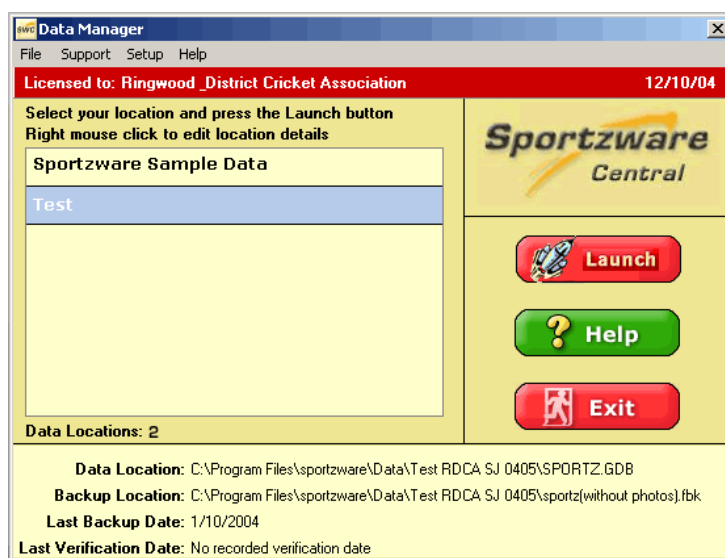 SWC Data Manager
File Support Setup Help
Licensed to: Ringwood _District Cricket Association 12/10/04
Select your location and press the Launch button
Right mouse click to edit location details
Sportzware Sample Data
Test
Data Locations: 2
Sportzware
Central
Launch
? Help
Exit
Data Location: C:\Program Files\sportzware\Data\Test RDCA SJ 0405\SPORTZ.GDB
Backup Location: C:\Program Files\sportzware\Data\Test RDCA SJ 0405\sportz(without photos).fbk
Last Backup Date: 1/10/2004
Last Verification Date: No recorded verification date